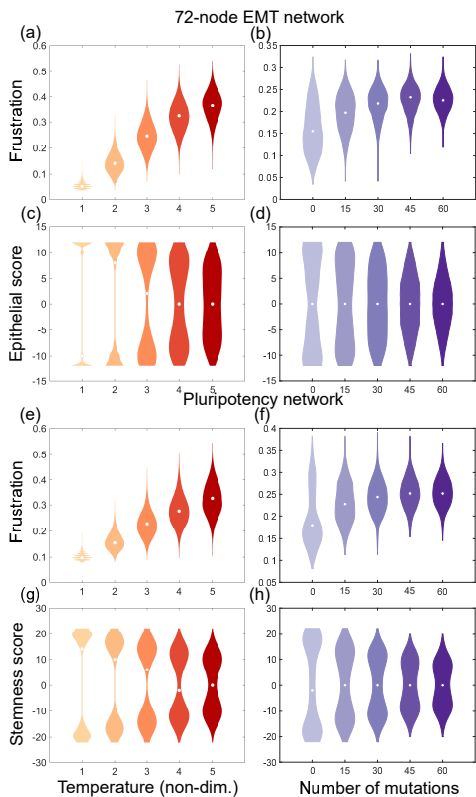 72-node EMT network
(a)
(b)
Frustration
0.6
0.5
0.4
0.3
0.2
0.1
0
1 2 3 4 5
0.35
0.3
0.25
0.2
0.15
0.1
0.05
0
0 15 30 45 60
(c)
(d)
Epithelial score
15
10
5
0
-5
-10
-15
1 2 3 4 5
15
10
5
0
-5
-10
-15
0 15 30 45 60
Pluripotency network
(e)
(f)
Frustration
0.6
0.5
0.4
0.3
0.2
0.1
0
1 2 3 4 5
0.4
0.35
0.3
0.25
0.2
0.15
0.1
0.05
0 15 30 45 60
(g)
(h)
Stemness score
30
20
10
0
-10
-20
-30
1 2 3 4 5
30
20
10
0
-10
-20
-30
0 15 30 45 60
Temperature (non-dim.)
Number of mutations